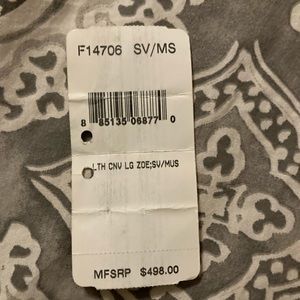 F14706 SV/MS
8 85135 06877 0
LTH CNV LG ZOE;SV/MUS
MFSRP $498.00